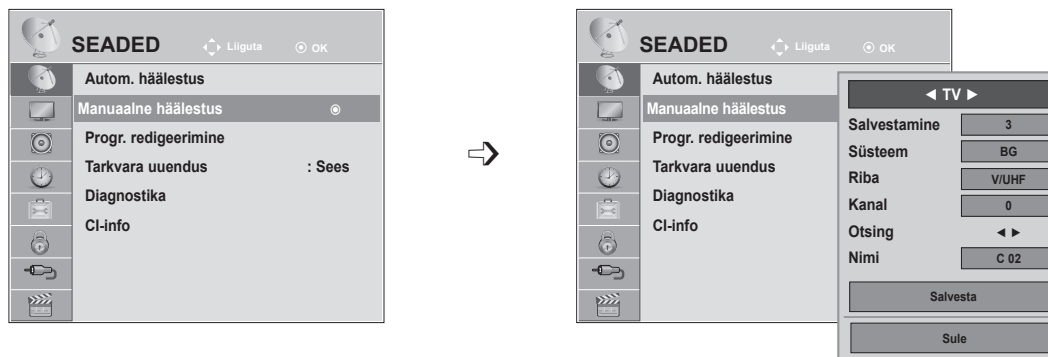 SEADED Liiguta OK
Autom. häälestus
Manuaalne häälestus
Progr. redigeerimine
Tarkvara uuendus : Sees
Diagnostika
CI-info
SEADED Liiguta OK
Autom. häälestus
Manuaalne häälestus
Progr. redigeerimine
Tarkvara uuendus
Diagnostika
CI-info
◄ TV ►
Salvestamine 3
Süsteem BG
Riba V/UHF
Kanal 0
Otsing ◄ ►
Nimi C 02
Salvesta
Sule